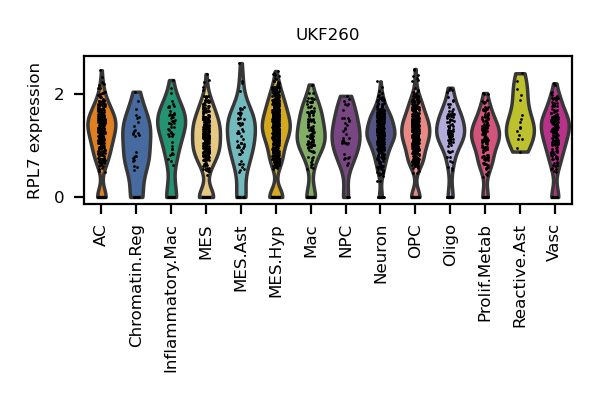 UKF260
RPL7 expression
2
0
AC
Chromatin.Reg
Inflammatory.Mac
MES
MES.Ast
MES.Hyp
Mac
NPC
Neuron
OPC
Oligo
Prolif.Metab
Reactive.Ast
Vasc